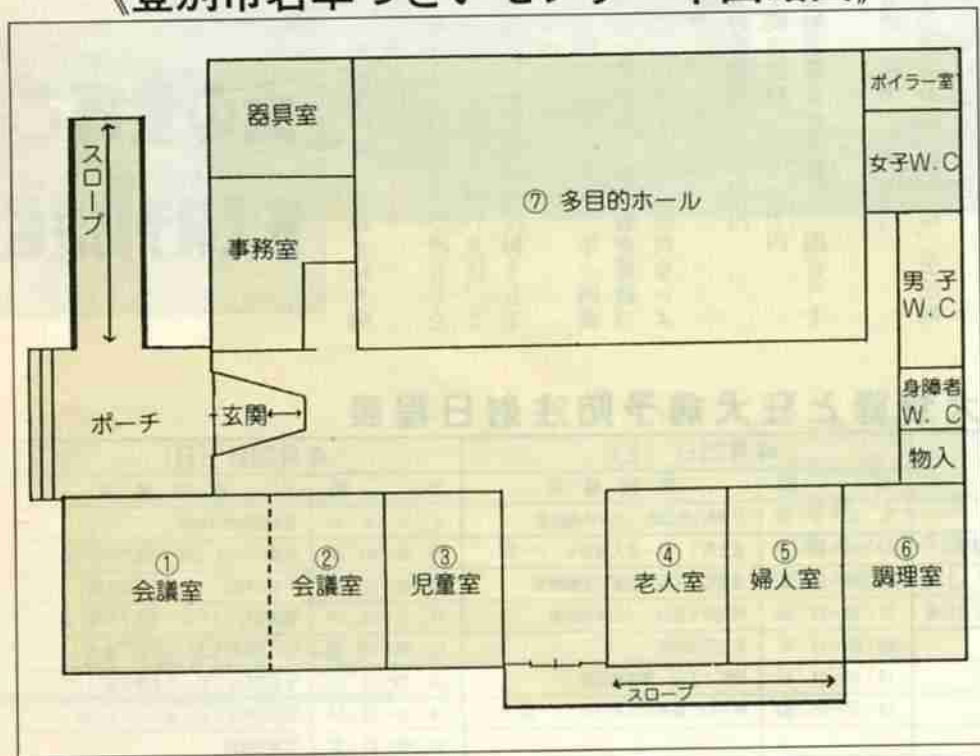 器具室
ボイラー室
スロープ
女子W.C
⑦ 多目的ホール
事務室
男子
W.C
身障者
W.C
ポーチ
玄関
物入
①
会議室
②
会議室
③
児童室
④
老人室
⑤
婦人室
⑥
調理室
スロープ